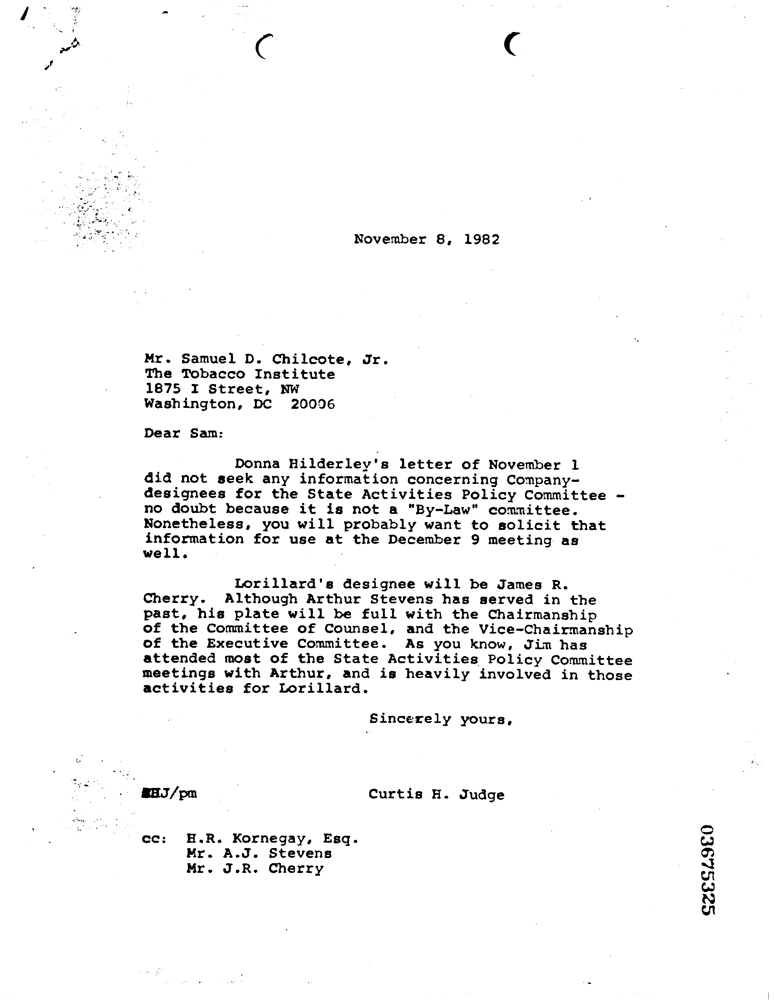 November 8, 1982
Mr. Samuel D. Chilcote, Jr.
The Tobacco Institute
1875 I Street, NW
Washington, DC 20006
Dear Sam:
Donna Hilderley's letter of November 1
did not seek any information concerning Company-
designees for the State Activities Policy Committee -
no doubt because it is not a "By-Law" committee.
Nonetheless, you will probably want to solicit that
information for use at the December 9 meeting as
well.
Lorillard's designee will be James R.
Cherry. Although Arthur Stevens has served in the
past, his plate will be full with the Chairmanship
of the Committee of Counsel, and the Vice-Chairmanship
of the Executive Committee. As you know, Jim has
attended most of the State Activities Policy Committee
meetings with Arthur, and is heavily involved in those
activities for Lorillard.
Sincerely yours,
HJ/pm
Curtis H. Judge
cc: H.R. Kornegay, Esq.
Mr. A.J. Stevens
Mr. J.R. Cherry
03675325